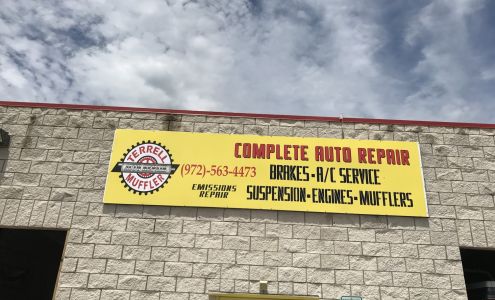 TERRELL
MUFFLER
(972)-563-4473
EMISSIONS
REPAIR
COMPLETE AUTO REPAIR
BRAKES•A/C SERVICE
SUSPENSION•ENGINES•MUFFLERS